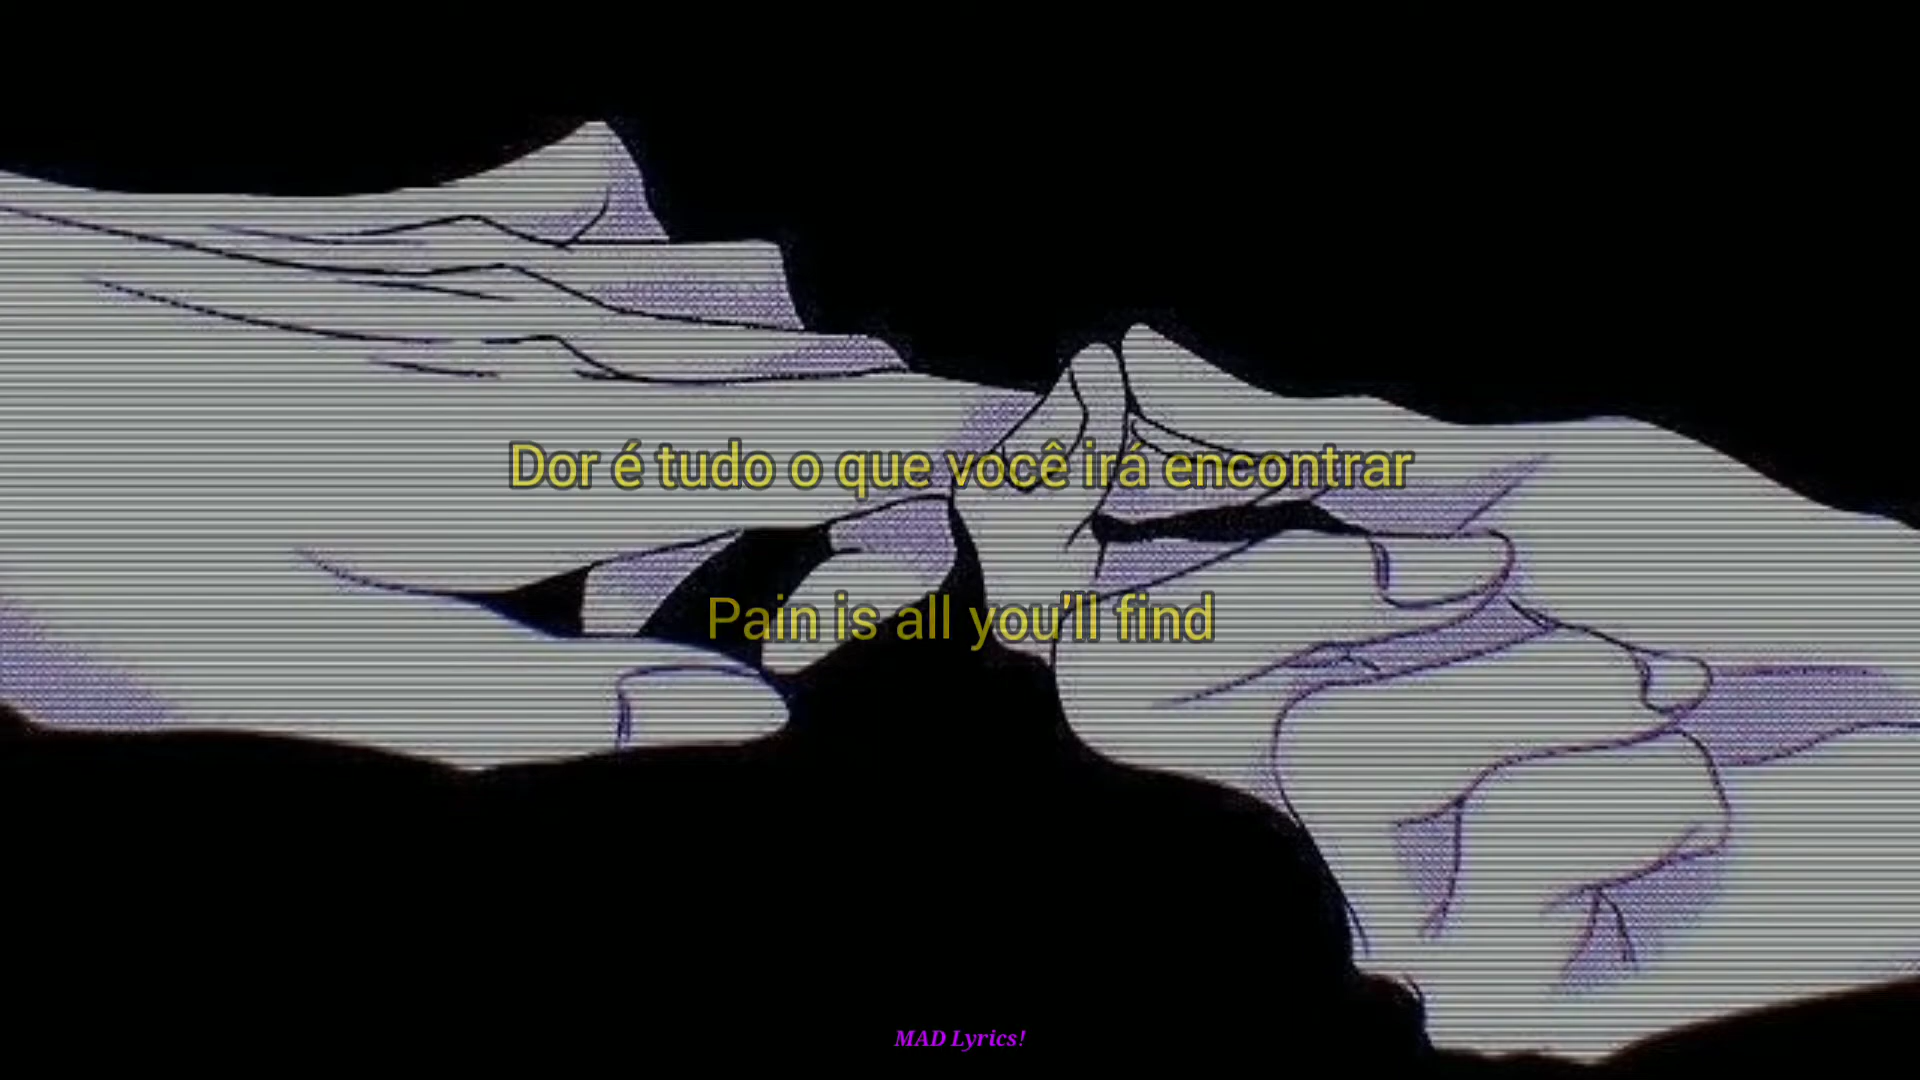 Dor é tudo o que você irá encontrar
Pain is all you'll find
MAD Lyrics!